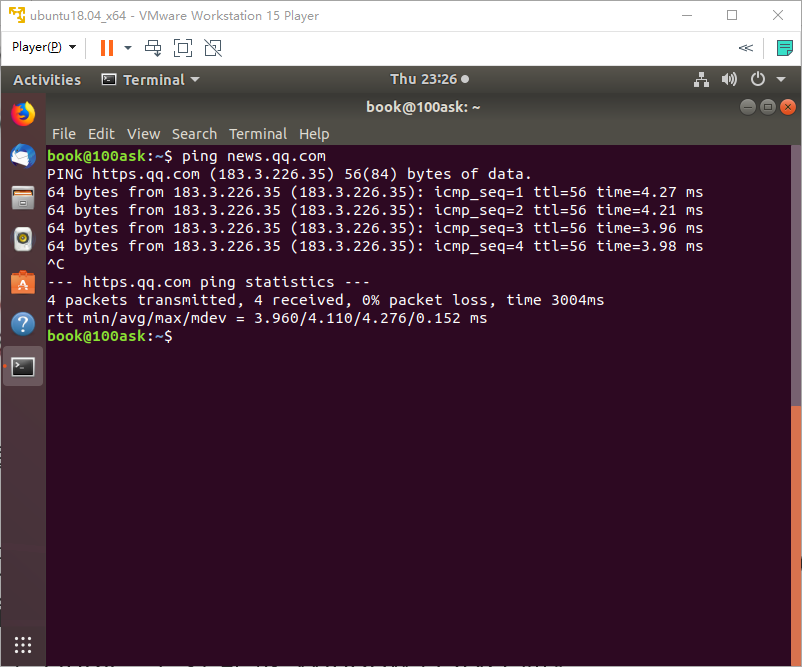 ubuntu18.04_x64 - VMware Workstation 15 Player
Player(P)
Activities Terminal Thu 23:26
book@100ask: ~
File Edit View Search Terminal Help
book@100ask:~$ ping news.qq.com
PING https.qq.com (183.3.226.35) 56(84) bytes of data.
64 bytes from 183.3.226.35 (183.3.226.35): icmp_seq=1 ttl=56 time=4.27 ms
64 bytes from 183.3.226.35 (183.3.226.35): icmp_seq=2 ttl=56 time=4.21 ms
64 bytes from 183.3.226.35 (183.3.226.35): icmp_seq=3 ttl=56 time=3.96 ms
64 bytes from 183.3.226.35 (183.3.226.35): icmp_seq=4 ttl=56 time=3.98 ms
^C
--- https.qq.com ping statistics ---
4 packets transmitted, 4 received, 0% packet loss, time 3004ms
rtt min/avg/max/mdev = 3.960/4.110/4.276/0.152 ms
book@100ask:~$